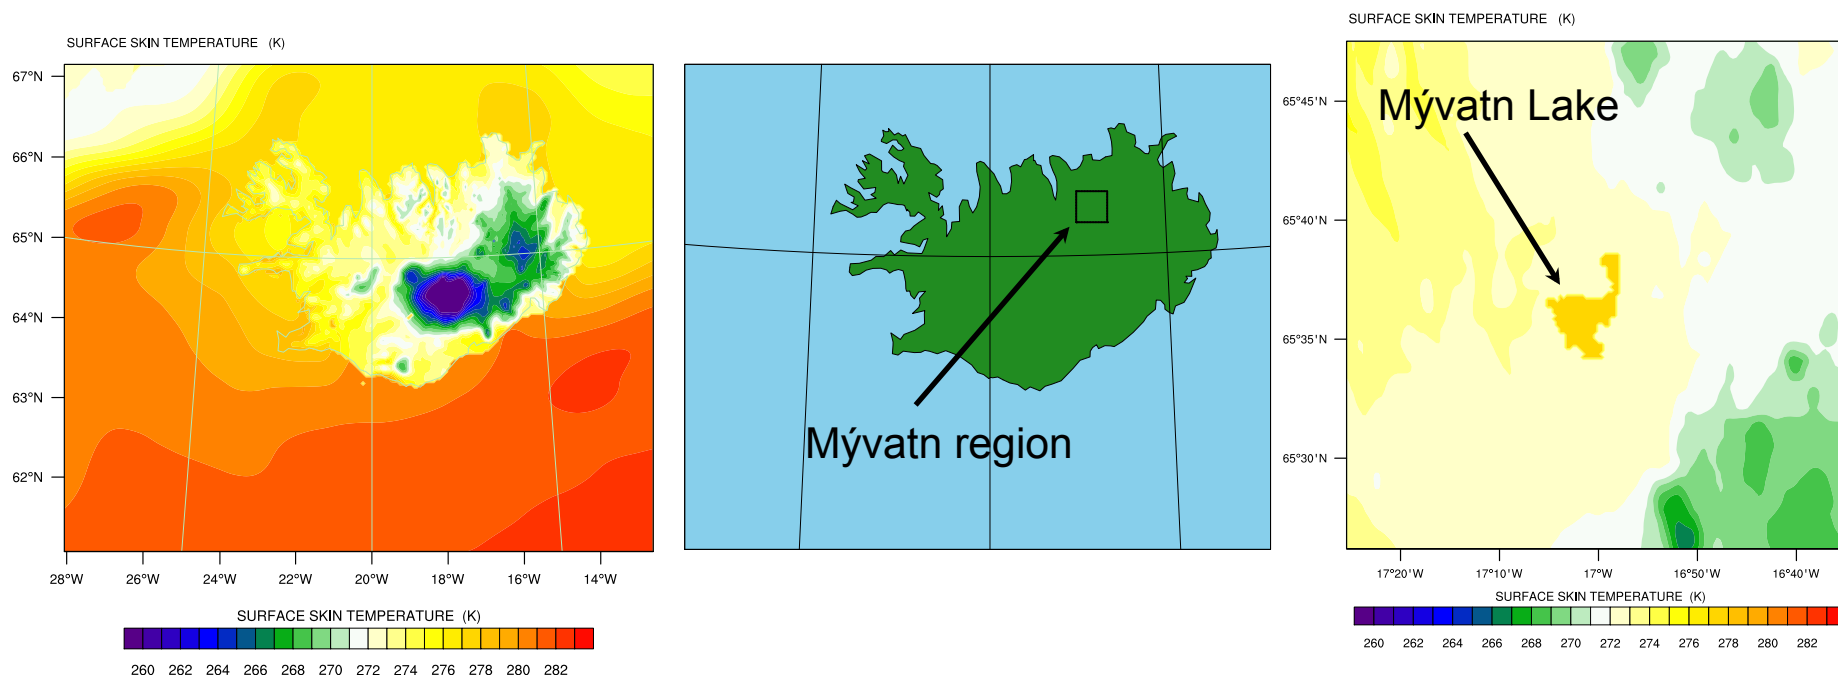 SURFACE SKIN TEMPERATURE (K)
67°N
66°N
65°N
64°N
63°N
62°N
28°W 26°W 24°W 22°W 20°W 18°W 16°W 14°W
SURFACE SKIN TEMPERATURE (K)
260 262 264 266 268 270 272 274 276 278 280 282
Mývatn region
SURFACE SKIN TEMPERATURE (K)
65°45'N
Mývatn Lake
65°40'N
65°35'N
65°30'N
17°20'W 17°10'W 17°W 16°50'W 16°40'W
SURFACE SKIN TEMPERATURE (K)
260 262 264 266 268 270 272 274 276 278 280 282